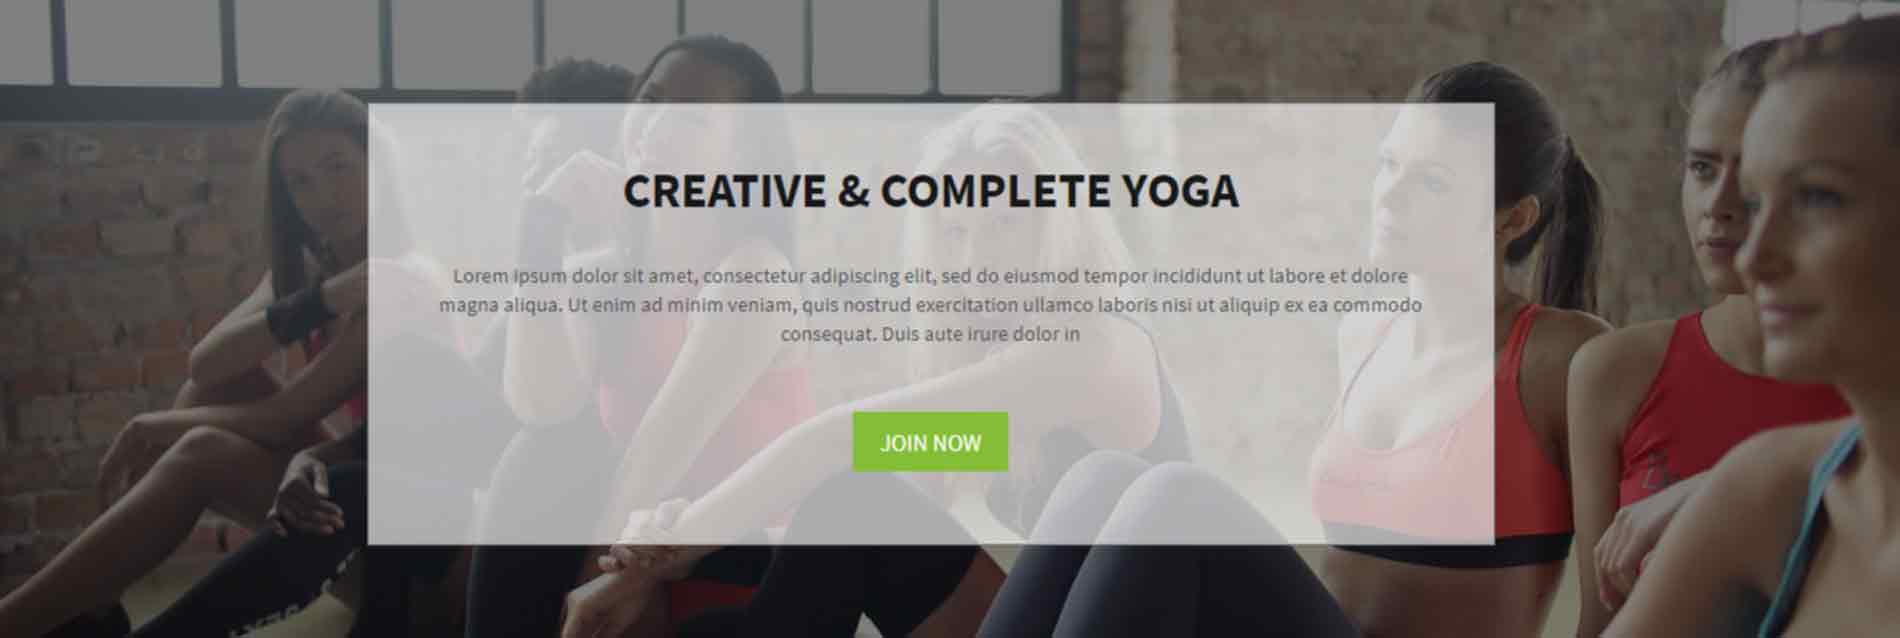 CREATIVE & COMPLETE YOGA
Lorem ipsum dolor sit amet, consectetur adipiscing elit, sed do eiusmod tempor incididunt ut labore et dolore
magna aliqua. Ut enim ad minim veniam, quis nostrud exercitation ullamco laboris nisi ut aliquip ex ea commodo
consequat. Duis aute irure dolor in
JOIN NOW